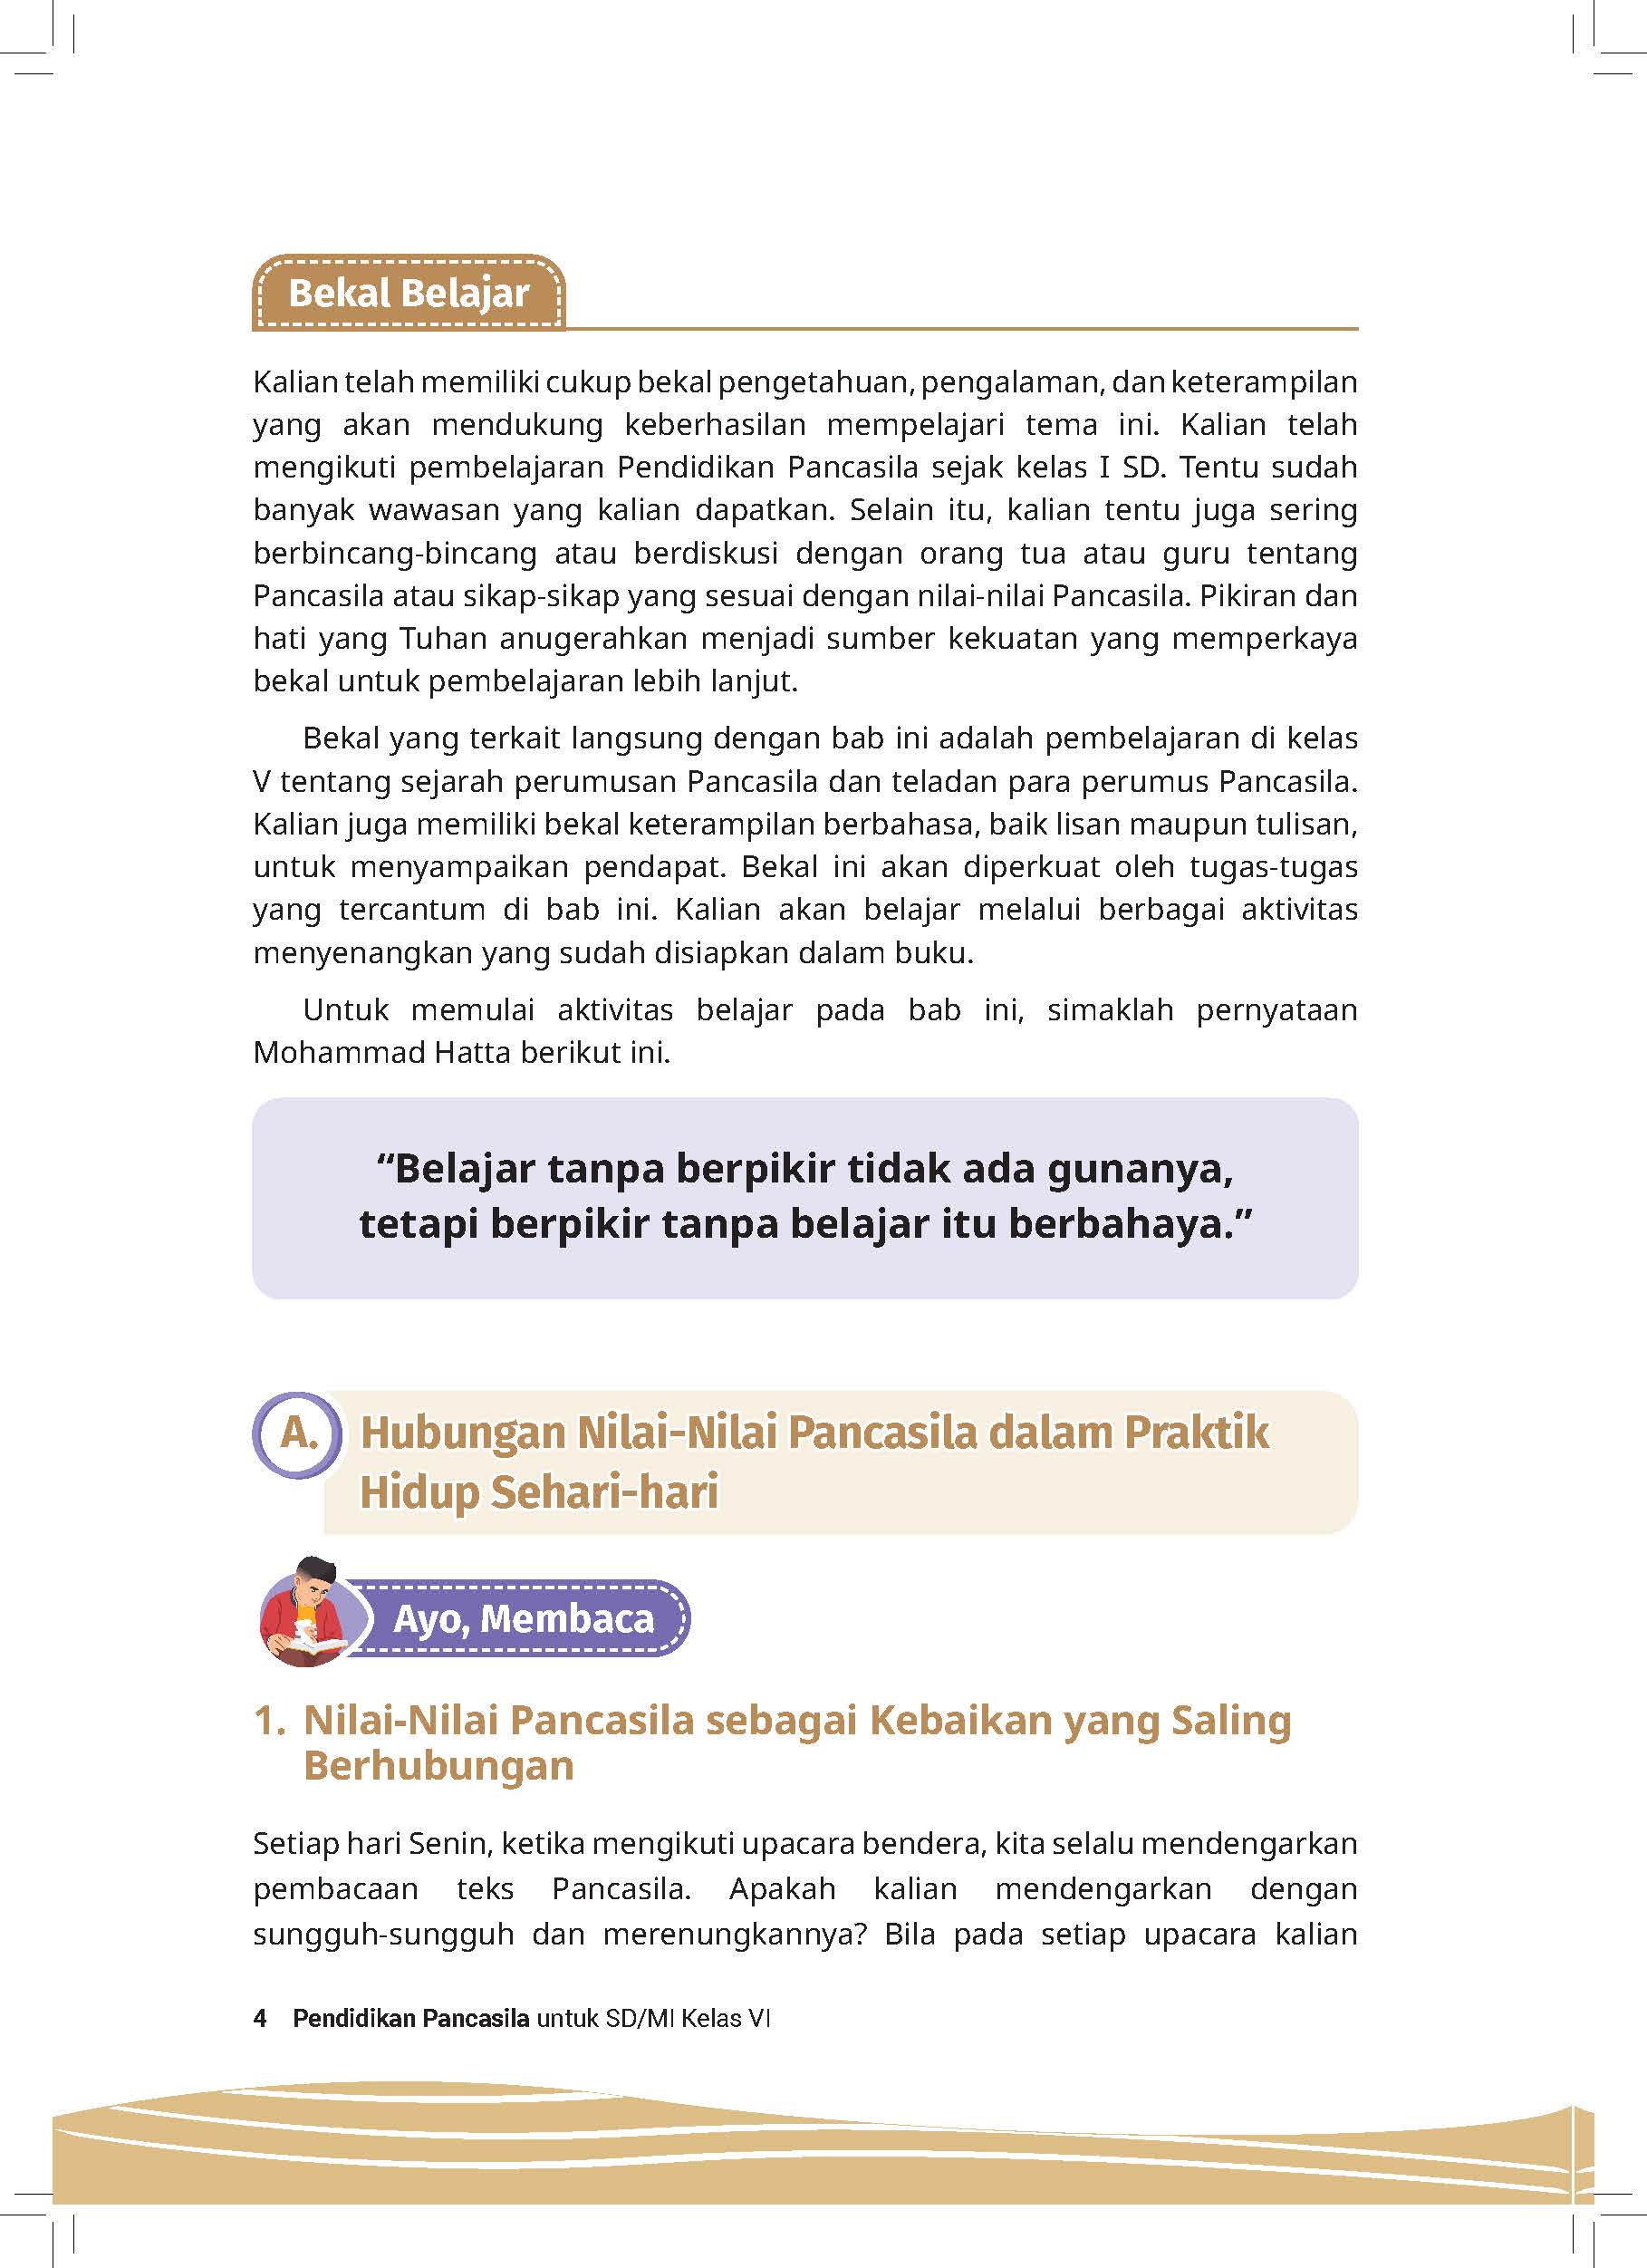 Bekal Belajar
Kalian telah memiliki cukup bekal pengetahuan, pengalaman, dan keterampilan
yang akan mendukung keberhasilan mempelajari tema ini. Kalian telah
mengikuti pembelajaran Pendidikan Pancasila sejak kelas I SD. Tentu sudah
banyak wawasan yang kalian dapatkan. Selain itu, kalian tentu juga sering
berbincang-bincang atau berdiskusi dengan orang tua atau guru tentang
Pancasila atau sikap-sikap yang sesuai dengan nilai-nilai Pancasila. Pikiran dan
hati yang Tuhan anugerahkan menjadi sumber kekuatan yang memperkaya
bekal untuk pembelajaran lebih lanjut.
Bekal yang terkait langsung dengan bab ini adalah pembelajaran di kelas
V tentang sejarah perumusan Pancasila dan teladan para perumus Pancasila.
Kalian juga memiliki bekal keterampilan berbahasa, baik lisan maupun tulisan,
untuk menyampaikan pendapat. Bekal ini akan diperkuat oleh tugas-tugas
yang tercantum di bab ini. Kalian akan belajar melalui berbagai aktivitas
menyenangkan yang sudah disiapkan dalam buku.
Untuk memulai aktivitas belajar pada bab ini, simaklah pernyataan
Mohammad Hatta berikut ini.
“Belajar tanpa berpikir tidak ada gunanya,
tetapi berpikir tanpa belajar itu berbahaya.”
A. Hubungan Nilai-Nilai Pancasila dalam Praktik
Hidup Sehari-hari
Ayo, Membaca
1. Nilai-Nilai Pancasila sebagai Kebaikan yang Saling
Berhubungan
Setiap hari Senin, ketika mengikuti upacara bendera, kita selalu mendengarkan
pembacaan teks Pancasila. Apakah kalian mendengarkan dengan
sungguh-sungguh dan merenungkannya? Bila pada setiap upacara kalian
4 Pendidikan Pancasila untuk SD/MI Kelas VI